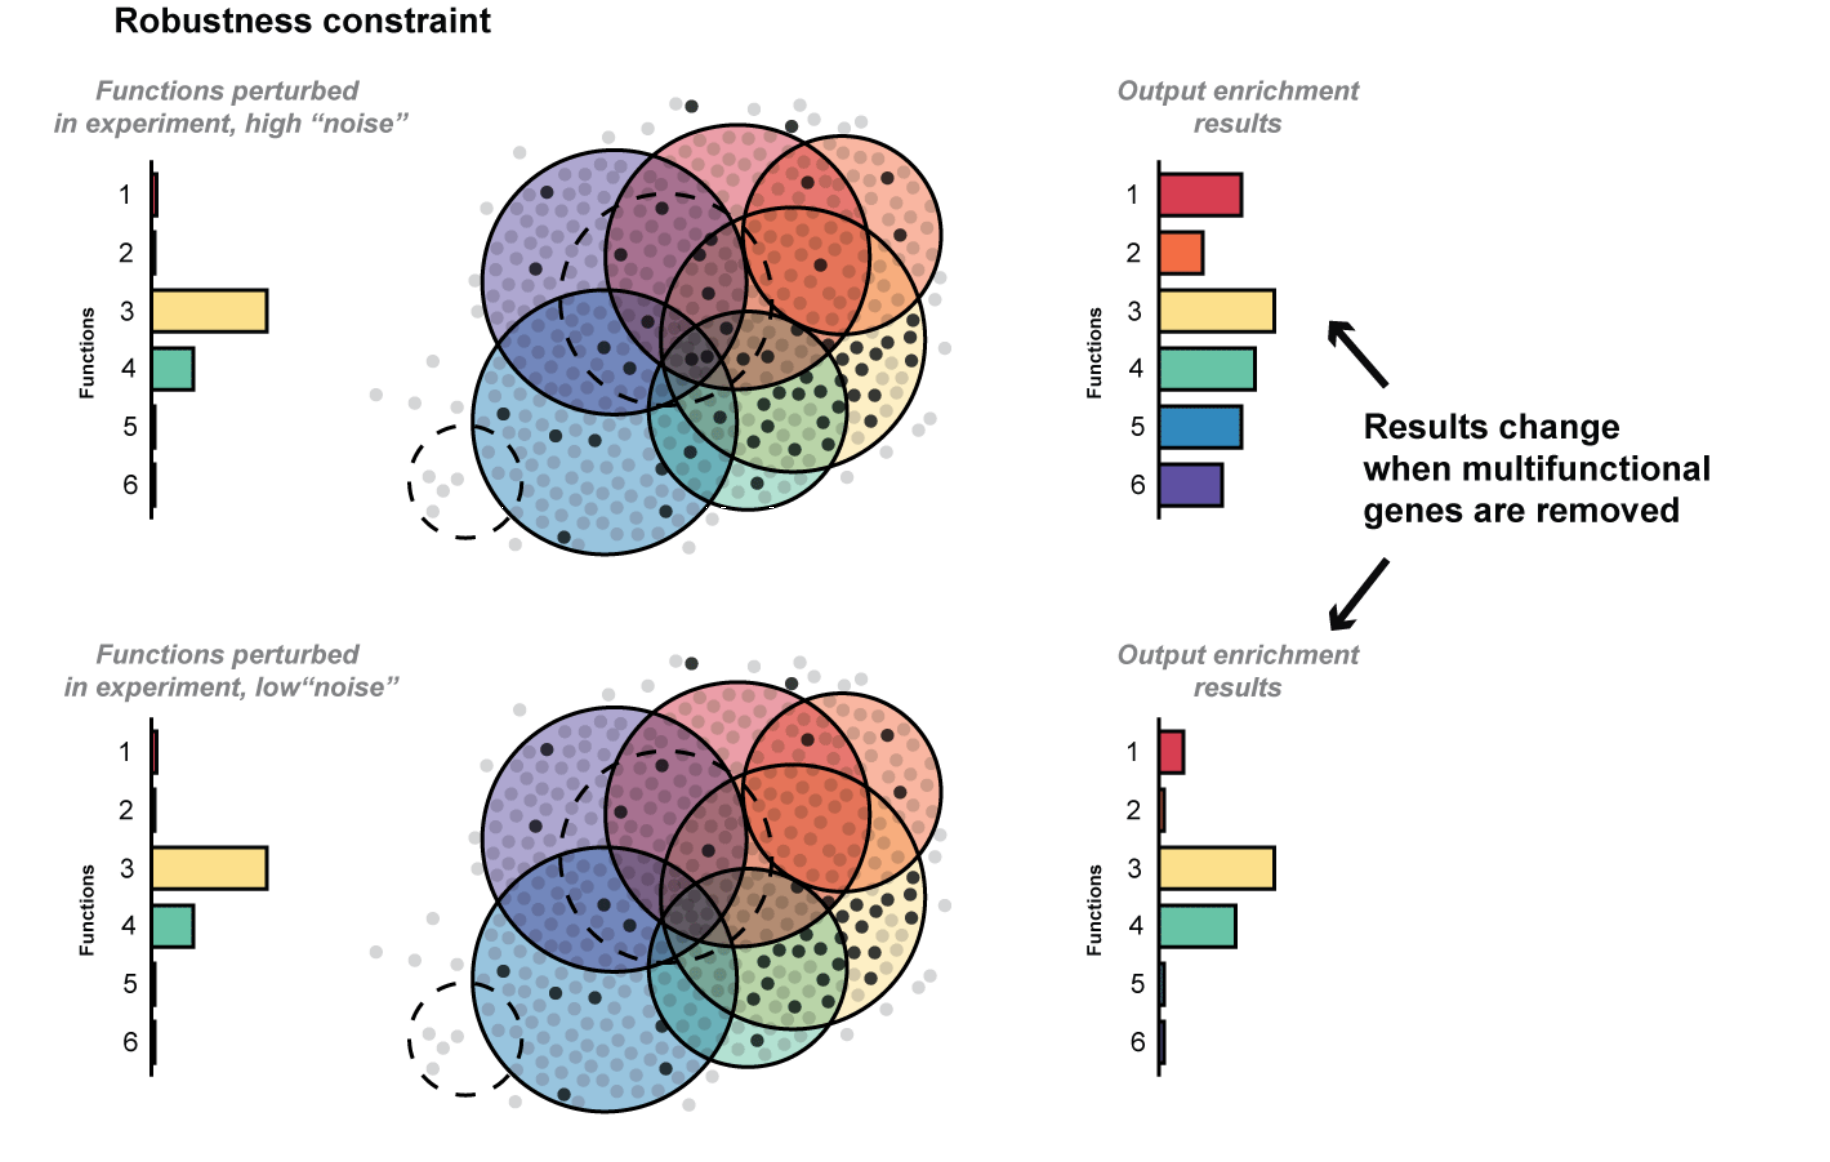 Robustness constraint
Functions perturbed
in experiment, high “noise”
Functions
1
2
3
4
5
6
Output enrichment
results
Functions
1
2
3
4
5
6
Results change
when multifunctional
genes are removed
Functions perturbed
in experiment, low“noise”
Functions
1
2
3
4
5
6
Output enrichment
results
Functions
1
2
3
4
5
6